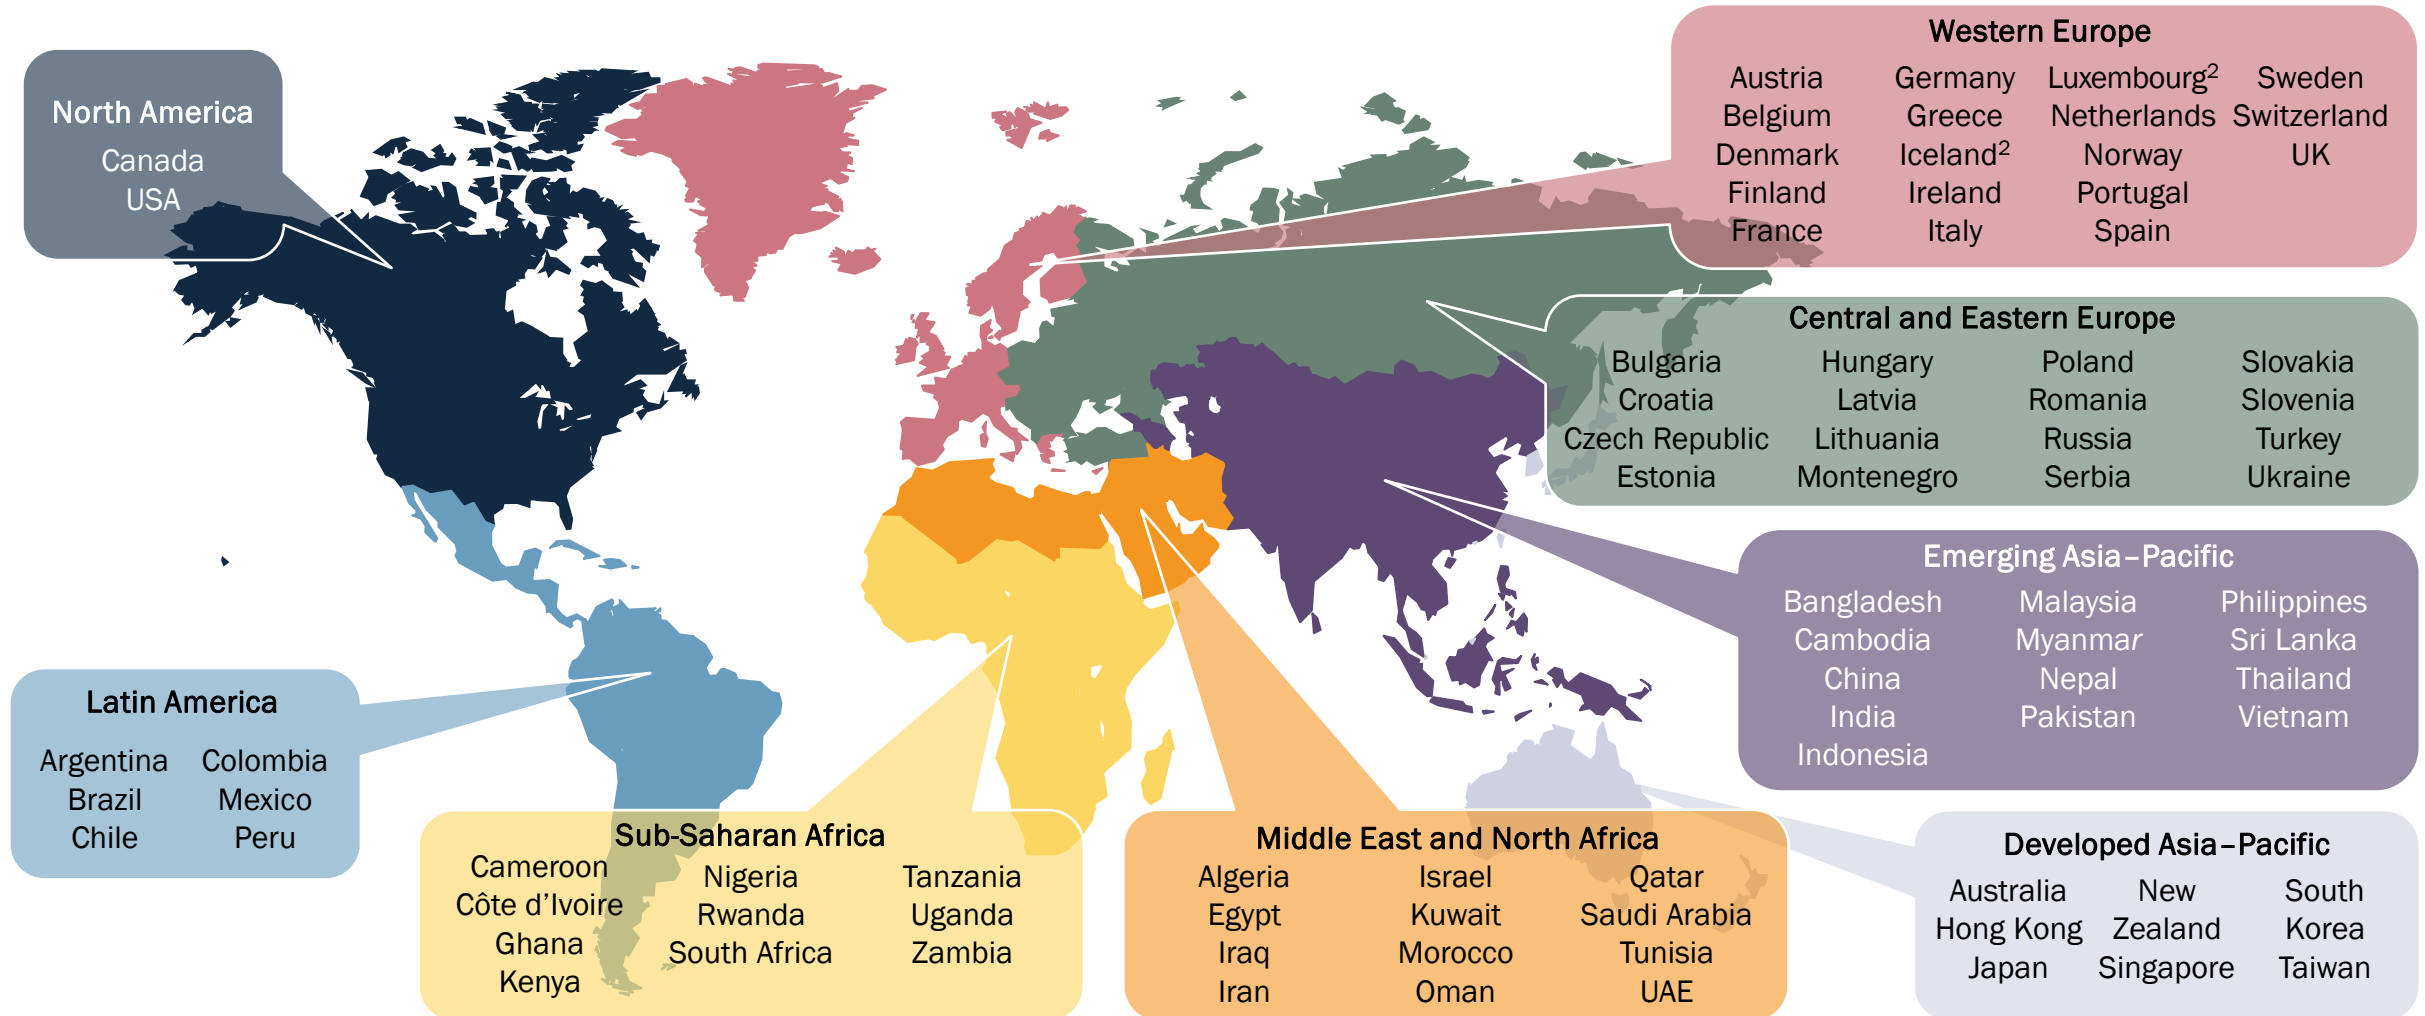 North America
Canada
USA
Western Europe
Austria Germany Luxembourg² Sweden
Belgium Greece Netherlands Switzerland
Denmark Iceland² Norway UK
Finland Ireland Portugal
France Italy Spain
Central and Eastern Europe
Bulgaria Hungary Poland Slovakia
Croatia Latvia Romania Slovenia
Czech Republic Lithuania Russia Turkey
Estonia Montenegro Serbia Ukraine
Emerging Asia–Pacific
Bangladesh Malaysia Philippines
Cambodia Myanmar Sri Lanka
China Nepal Thailand
India Pakistan Vietnam
Indonesia
Latin America
Argentina Colombia
Brazil Mexico
Chile Peru
Sub-Saharan Africa
Cameroon Nigeria Tanzania
Côte d’Ivoire Rwanda Uganda
Ghana South Africa Zambia
Kenya
Middle East and North Africa
Algeria Israel Qatar
Egypt Kuwait Saudi Arabia
Iraq Morocco Tunisia
Iran Oman UAE
Developed Asia–Pacific
Australia New South
Hong Kong Zealand Korea
Japan Singapore Taiwan